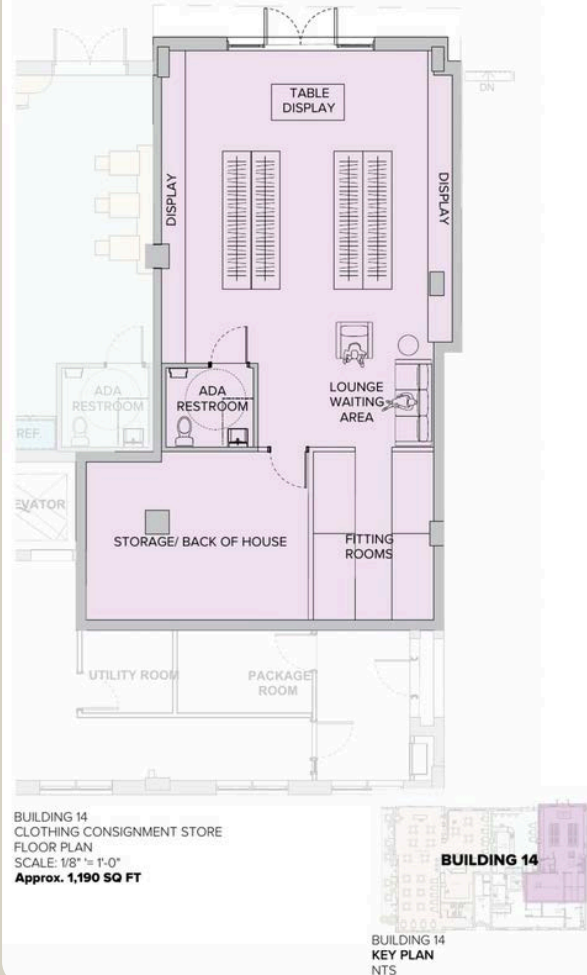 TABLE
DISPLAY
DN
DISPLAY
DISPLAY
ADA
RESTROOM
ADA
RESTROOM
LOUNGE
WAITING
AREA
REF.
EVATOR
STORAGE/ BACK OF HOUSE
FITTING
ROOMS
UTILITY ROOM
PACKAGE
ROOM
BUILDING 14
CLOTHING CONSIGNMENT STORE
FLOOR PLAN
SCALE: 1/8" '= 1'-0"
Approx. 1,190 SQ FT
BUILDING 14
BUILDING 14
KEY PLAN
NTS